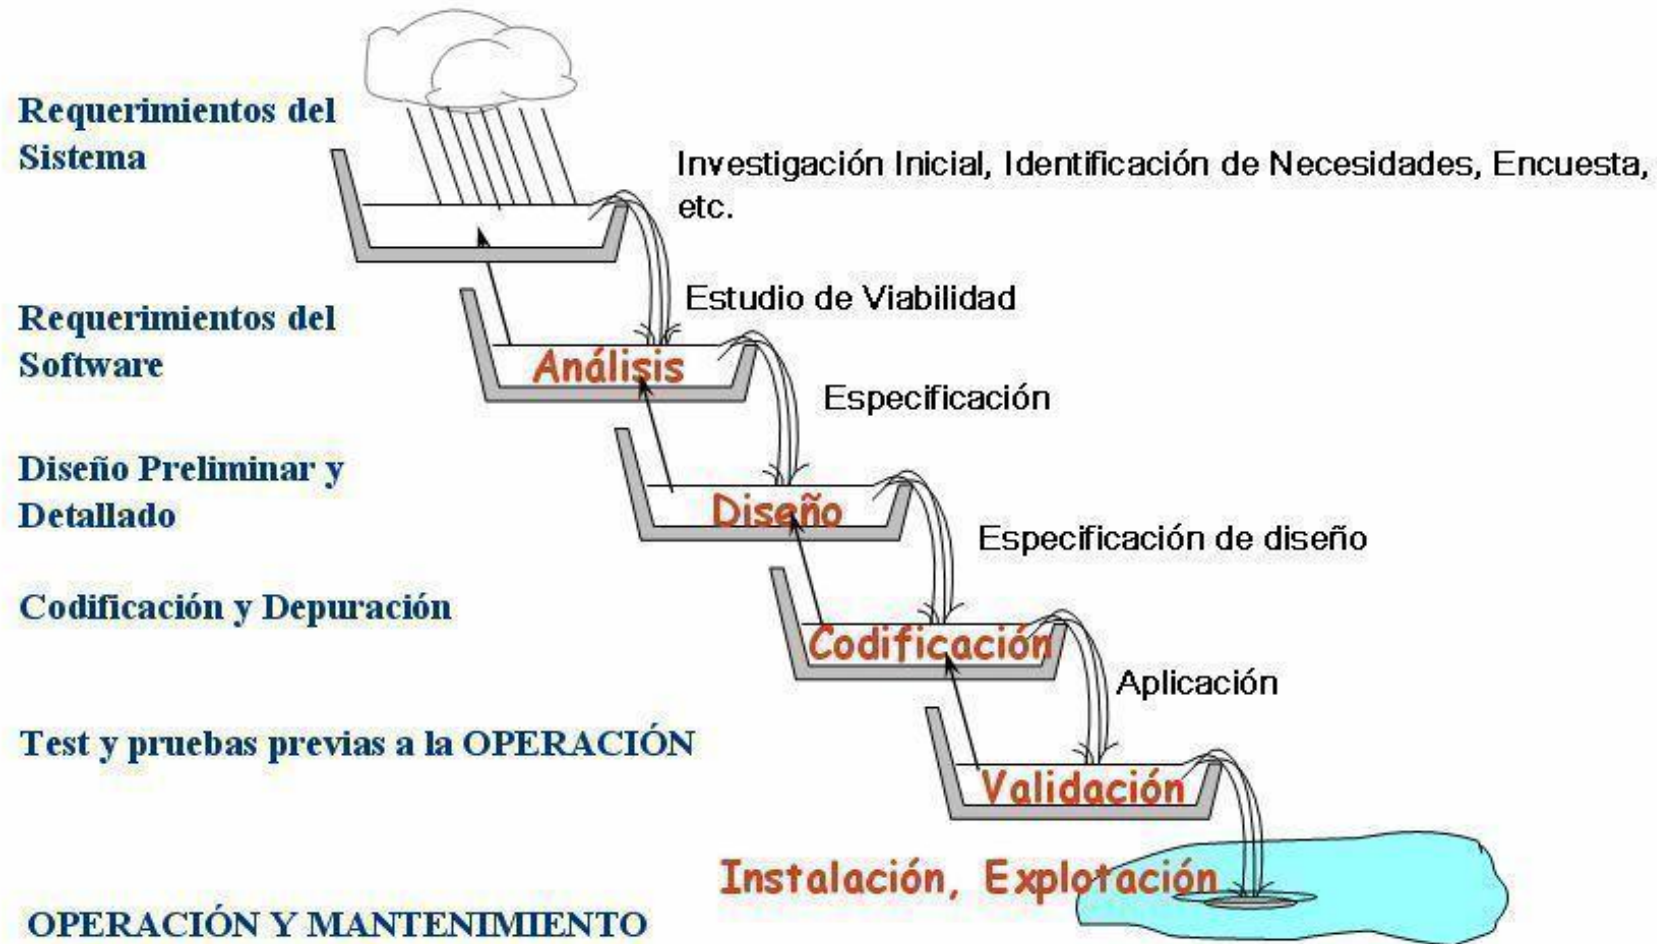 Requerimientos del
Sistema
Investigación Inicial, Identificación de Necesidades, Encuesta,
etc.
Estudio de Viabilidad
Requerimientos del
Software
Análisis
Especificación
Diseño Preliminar y
Detallado
Diseño
Especificación de diseño
Codificación y Depuración
Codificación
Aplicación
Test y pruebas previas a la OPERACIÓN
Validación
Instalación, Explotación
OPERACIÓN Y MANTENIMIENTO